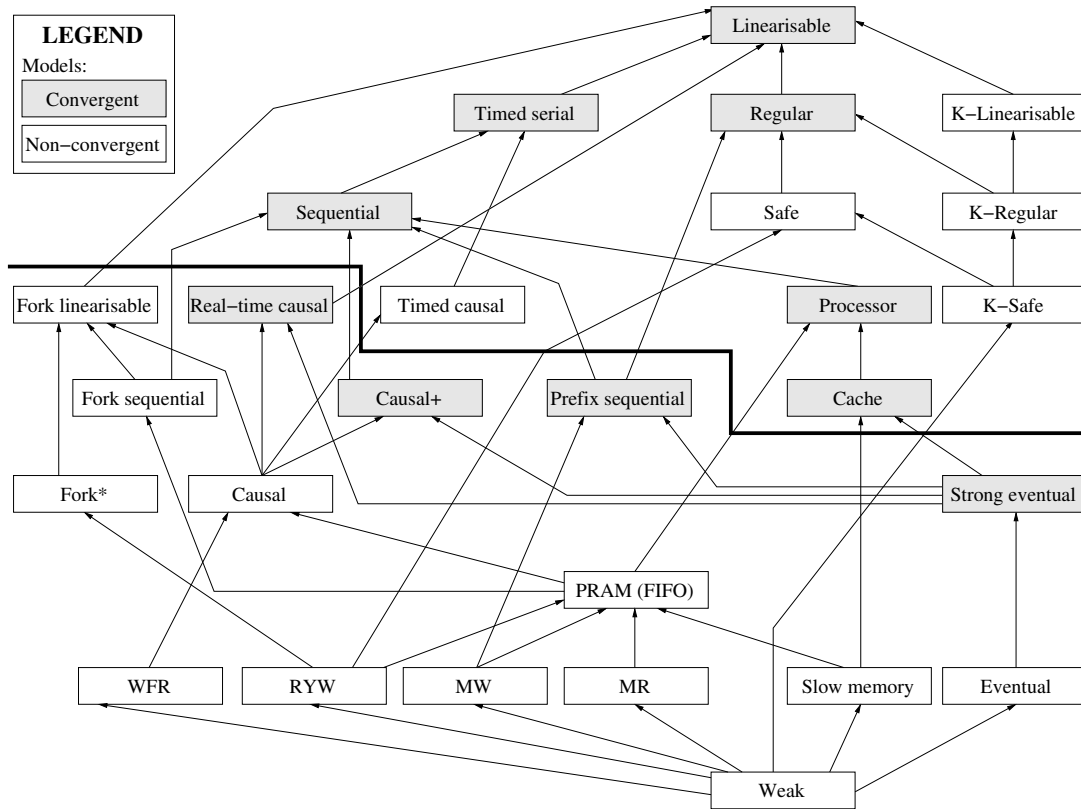 LEGEND
Models:
Convergent
Non-convergent
Linearisable
Timed serial
Regular
K-Linearisable
Sequential
Safe
K-Regular
Fork linearisable
Real-time causal
Timed causal
Processor
K-Safe
Fork sequential
Causal+
Prefix sequential
Cache
Fork*
Causal
Strong eventual
PRAM (FIFO)
WFR
RYW
MW
MR
Slow memory
Eventual
Weak